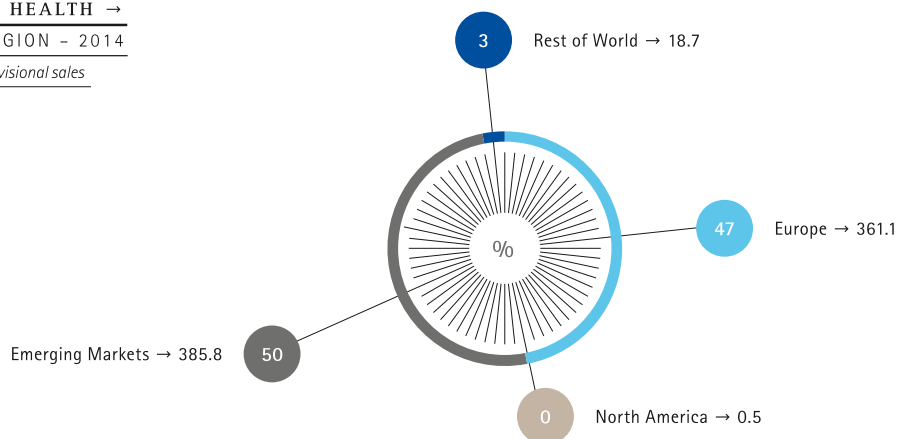 HEALTH →
GION – 2014
visional sales
3 Rest of World → 18.7
47 Europe → 361.1
%
Emerging Markets → 385.8 50
0 North America → 0.5